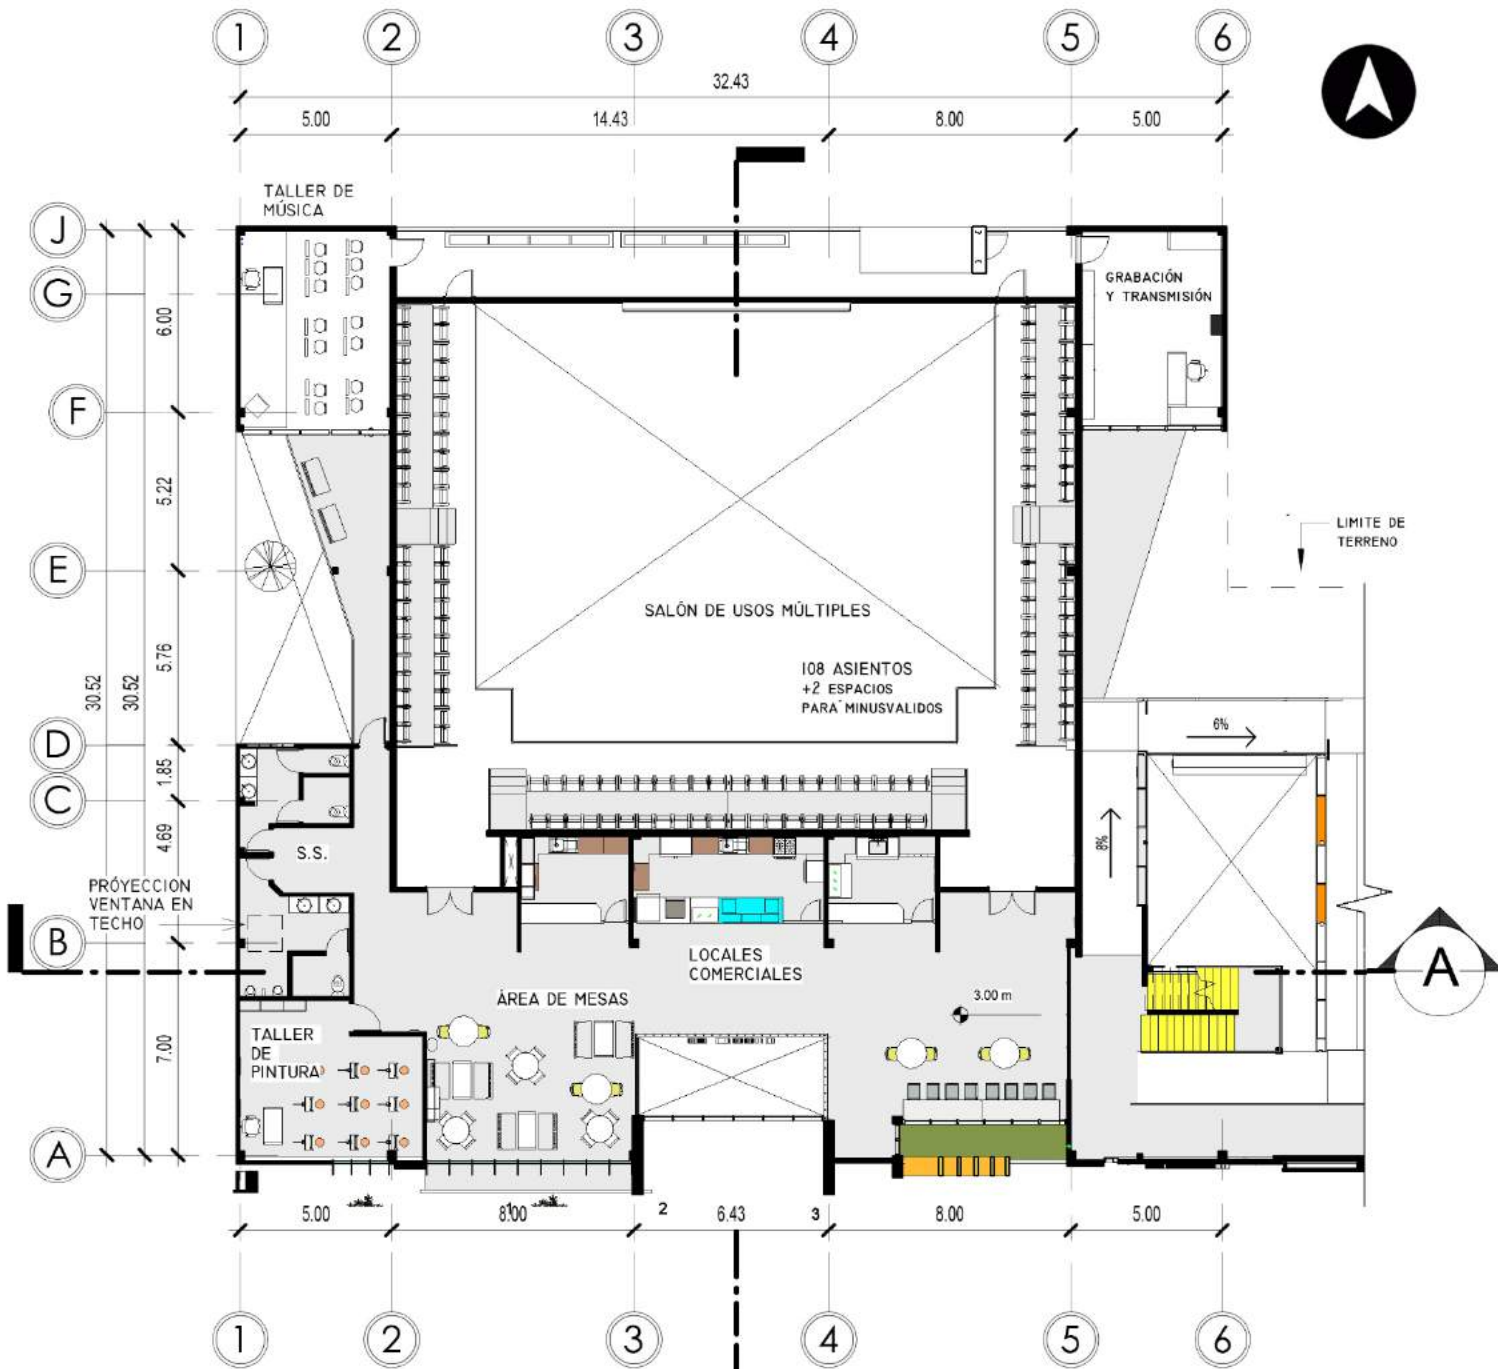 1 2 3 4 5 6
32.43
5.00 14.43 8.00 5.00
TALLER DE
MÚSICA
J
G
F
E
D
C
B
A
6.00
5.22
5.76
1.85
4.69
7.00
30.52
30.52
GRABACIÓN
Y TRANSMISIÓN
LIMITE DE
TERRENO
SALÓN DE USOS MÚLTIPLES
108 ASIENTOS
+2 ESPACIOS
PARA MINUSVALIDOS
6%
8%
S.S.
PRÓYECCION
VENTANA EN
TECHO
LOCALES
COMERCIALES
A
ÁREA DE MESAS
3.00 m
TALLER
DE
PINTURA
1 2 3
5.00 8.00 6.43 8.00 5.00
1 2 3 4 5 6